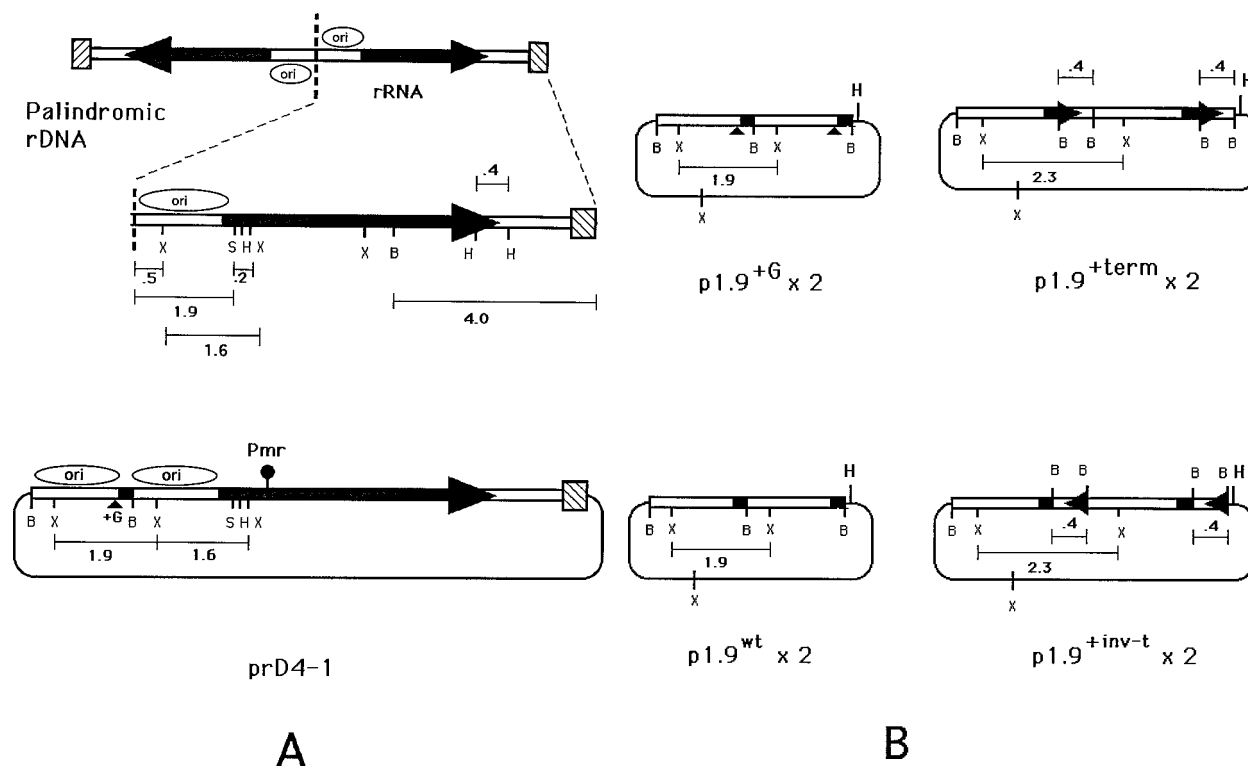 ori
ori
rRNA
Palindromic
rDNA
.4
ori
X S H X X B H H
.5 .2
1.9
4.0
1.6
Pmr
ori ori
B X +G B X S H X
1.9 1.6
prD4-1
A
H
B X B X B
1.9
X
p1.9+G x 2
.4 .4
H
B X B B X B B
2.3
X
p1.9+term x 2
H
B X B X B
1.9
X
p1.9wt x 2
B B B B H
B X .4 X .4
2.3
X
p1.9+inv-t x 2
B